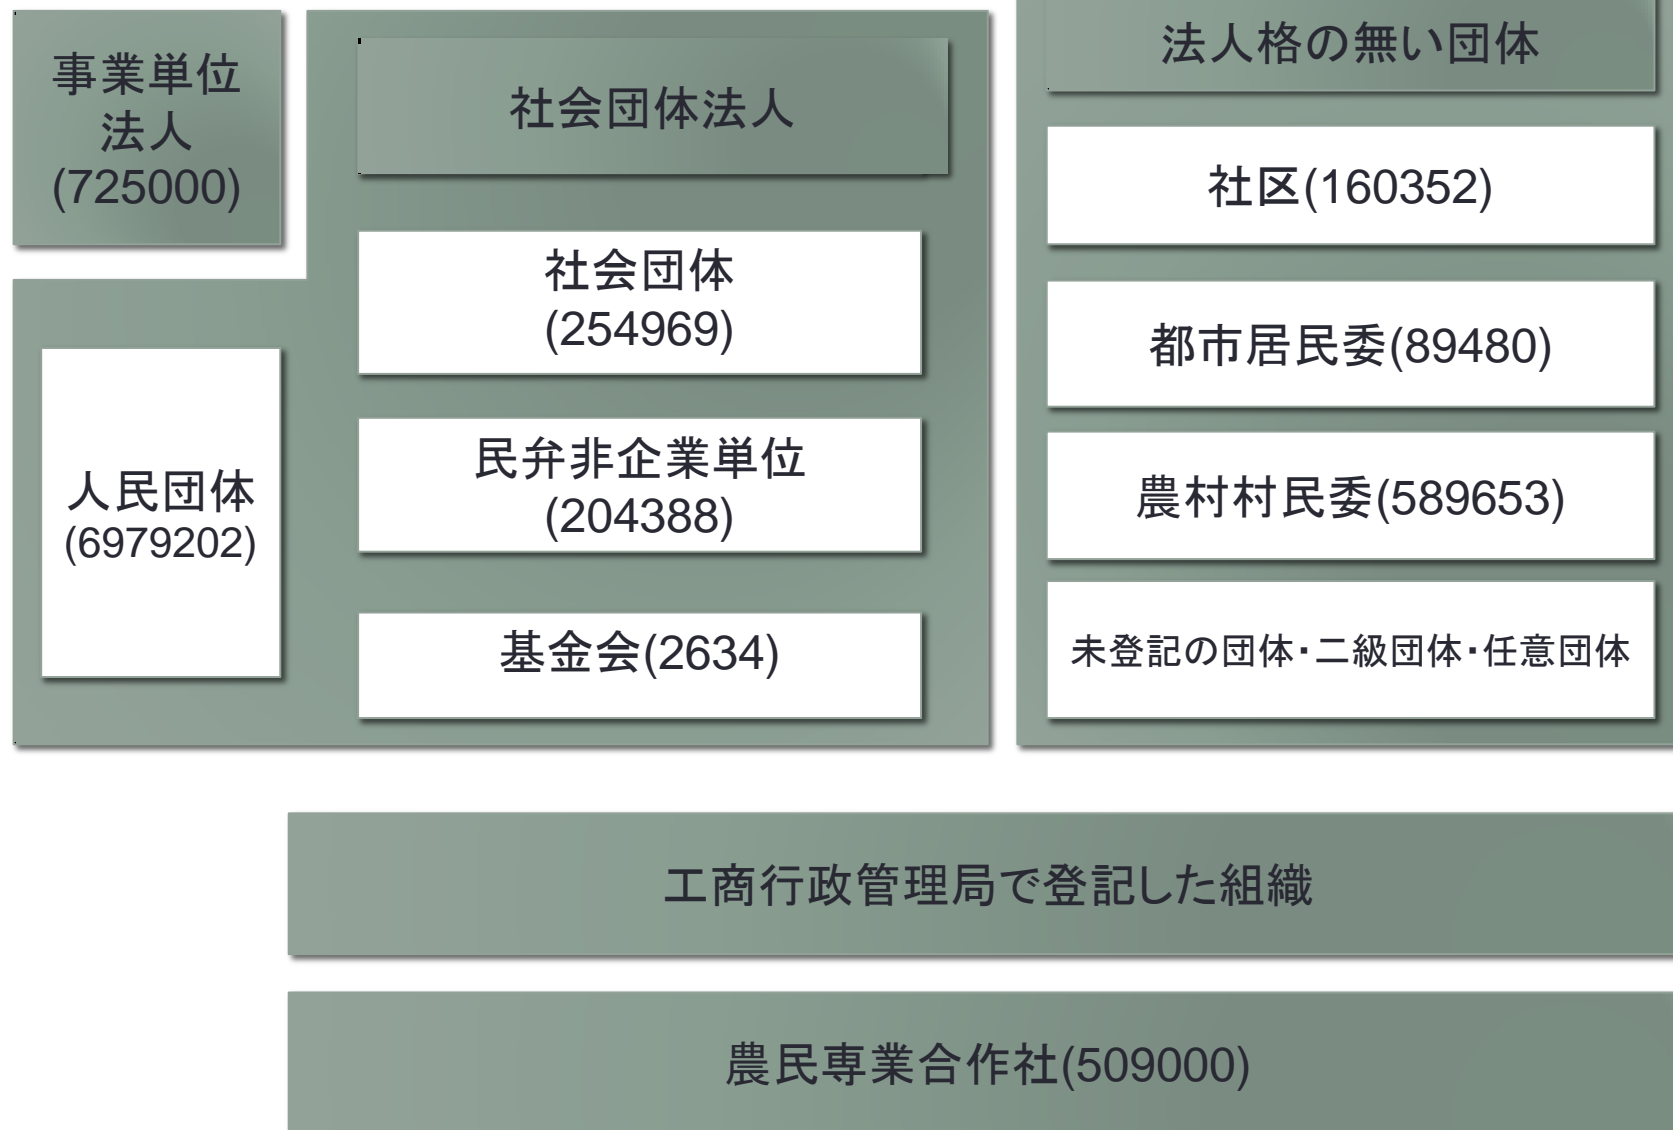 事業単位
法人
(725000)
人民団体
(6979202)
社会団体法人
社会団体
(254969)
民弁非企業単位
(204388)
基金会(2634)
法人格の無い団体
社区(160352)
都市居民委(89480)
農村村民委(589653)
未登記の団体・二級団体・任意団体
工商行政管理局で登記した組織
農民専業合作社(509000)